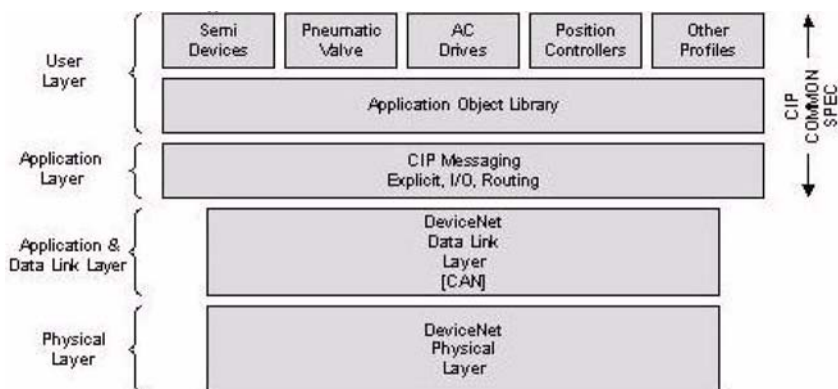 Semi
Devices
Pneumatic
Valve
AC
Drives
Position
Controllers
Other
Profiles
User
Layer
Application Object Library
CIP
COMMON
SPEC
Application
Layer
CIP Messaging
Explicit, I/O, Routing
Application &
Data Link Layer
DeviceNet
Data Link
Layer
[CAN]
Physical
Layer
DeviceNet
Physical
Layer